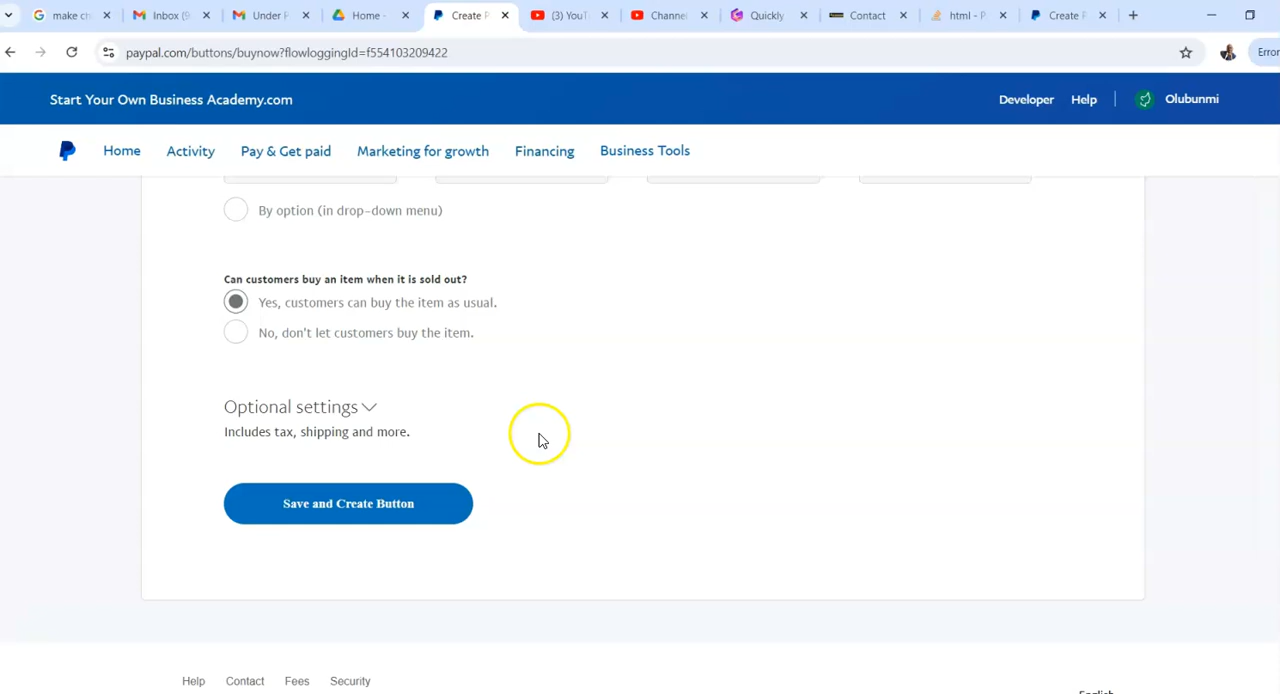 make ch
Inbox (9
Under P
Home -
Create P
(3) YouT
Channel
Quickly
Contact
html - P
Create P
paypal.com/buttons/buynow?flowloggingId=f554103209422
Error
Start Your Own Business Academy.com
Developer
Help
Olubunmi
Home
Activity
Pay & Get paid
Marketing for growth
Financing
Business Tools
By option (in drop-down menu)
Can customers buy an item when it is sold out?
Yes, customers can buy the item as usual.
No, don't let customers buy the item.
Optional settings
Includes tax, shipping and more.
Save and Create Button
Help
Contact
Fees
Security
English